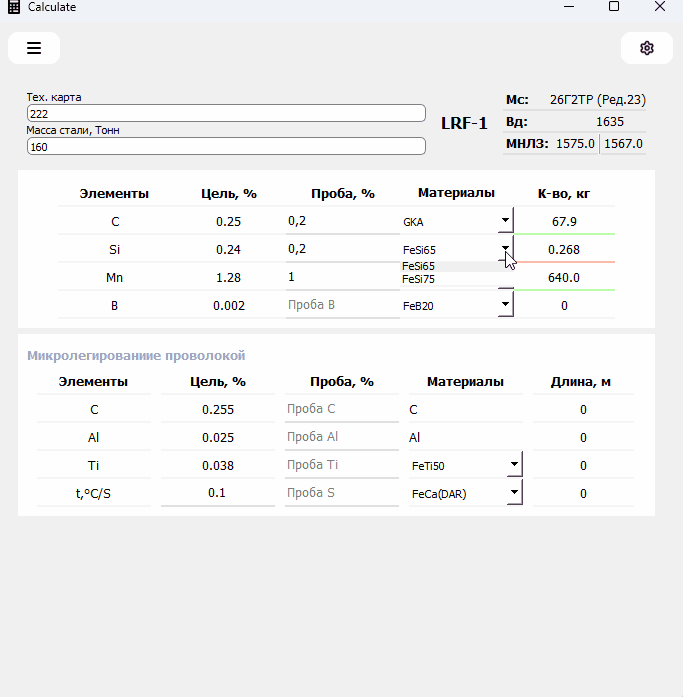 Calculate
Тех. карта
222
Масса стали, Тонн
160
LRF-1
Мс: 26Г2ТР (Ред.23)
Вд: 1635
МНЛЗ: 1575.0 1567.0
Элементы Цель, % Проба, % Материалы К-во, кг
C 0.25 0,2 GKA 67.9
Si 0.24 0,2 FeSi65 0.268
FeSi65
FeSi75
Mn 1.28 1 640.0
B 0.002 Проба B FeB20 0
Микролегированиие проволокой
Элементы Цель, % Проба, % Материалы Длина, м
C 0.255 Проба C C 0
Al 0.025 Проба Al Al 0
Ti 0.038 Проба Ti FeTi50 0
t,°C/S 0.1 Проба S FeCa(DAR) 0